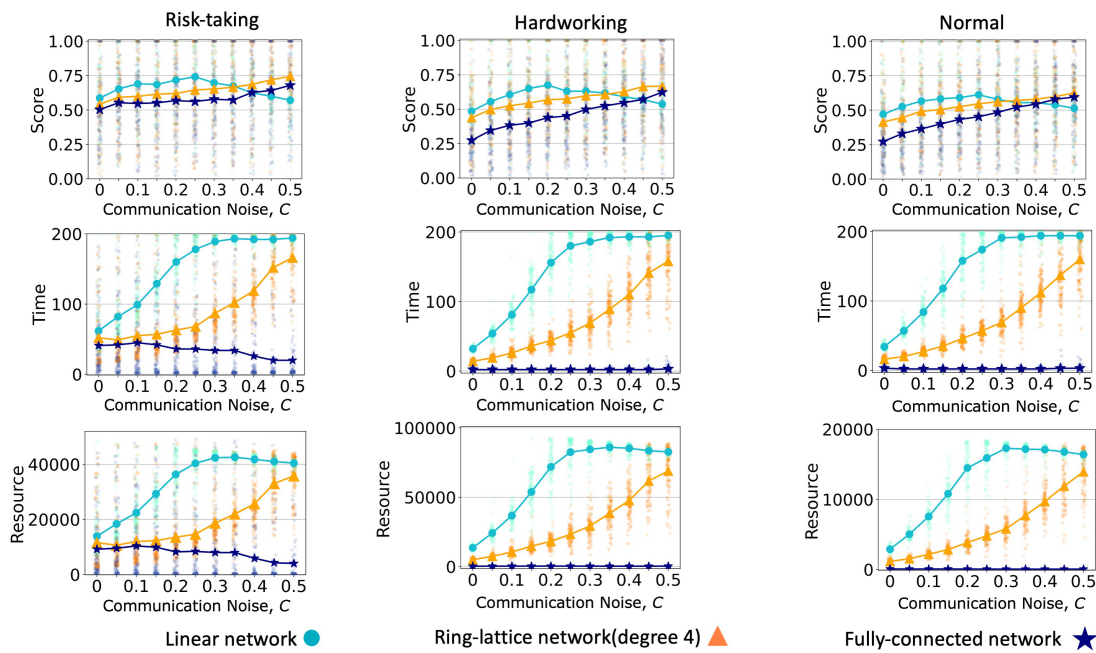 Risk-taking
Hardworking
Normal
1.00
0.75
0.50
0.25
0.00
Score
0 0.1 0.2 0.3 0.4 0.5
Communication Noise, C
1.00
0.75
0.50
0.25
0.00
Score
0 0.1 0.2 0.3 0.4 0.5
Communication Noise, C
1.00
0.75
0.50
0.25
0.00
Score
0 0.1 0.2 0.3 0.4 0.5
Communication Noise, C
200
100
0
Time
0 0.1 0.2 0.3 0.4 0.5
Communication Noise, C
200
100
0
Time
0 0.1 0.2 0.3 0.4 0.5
Communication Noise, C
200
100
0
Time
0 0.1 0.2 0.3 0.4 0.5
Communication Noise, C
40000
20000
0
Resource
0 0.1 0.2 0.3 0.4 0.5
Communication Noise, C
100000
50000
0
Resource
0 0.1 0.2 0.3 0.4 0.5
Communication Noise, C
20000
10000
0
Resource
0 0.1 0.2 0.3 0.4 0.5
Communication Noise, C
Linear network
Ring-lattice network(degree 4)
Fully-connected network